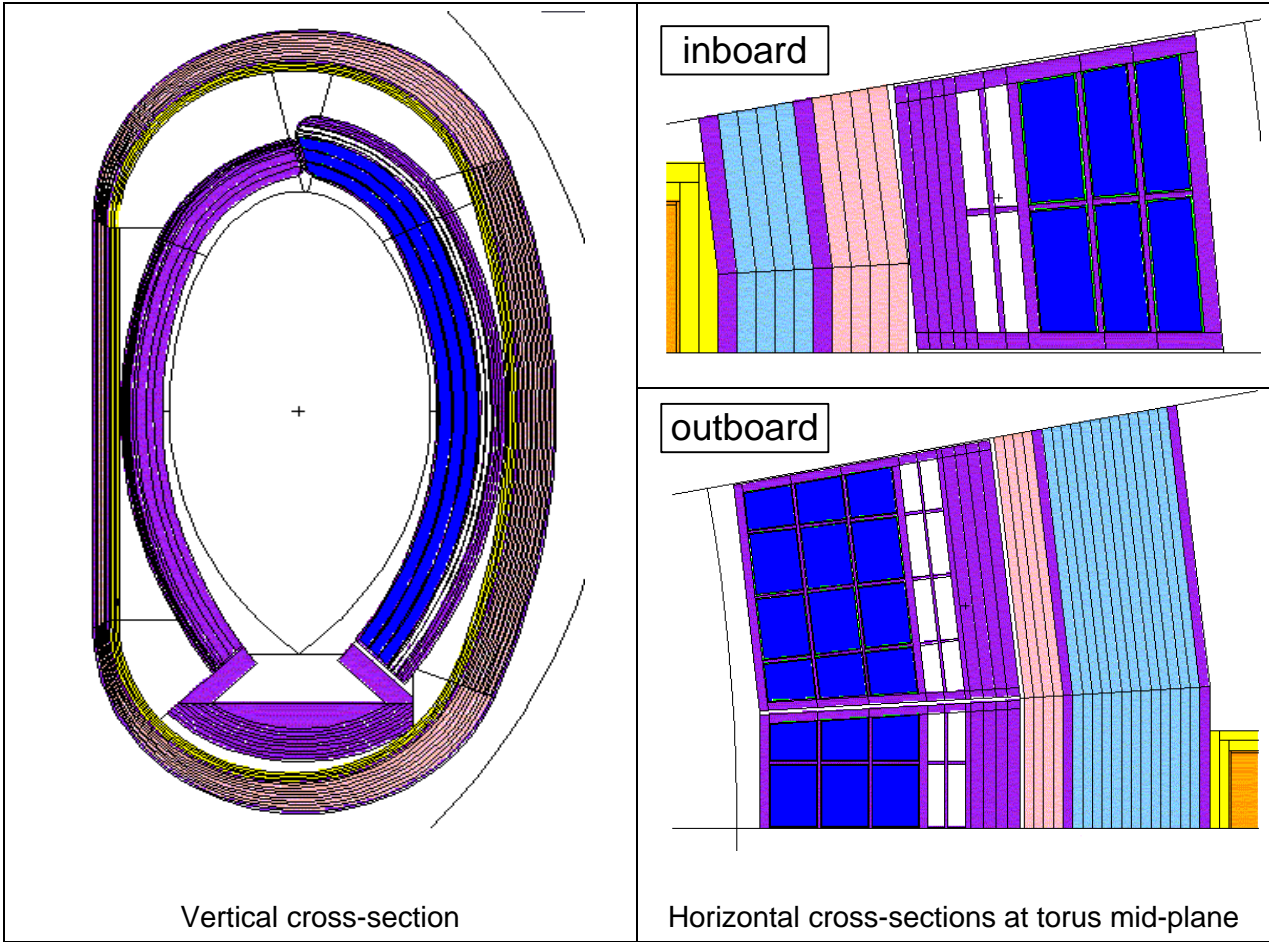 inboard
outboard
Vertical cross-section
Horizontal cross-sections at torus mid-plane